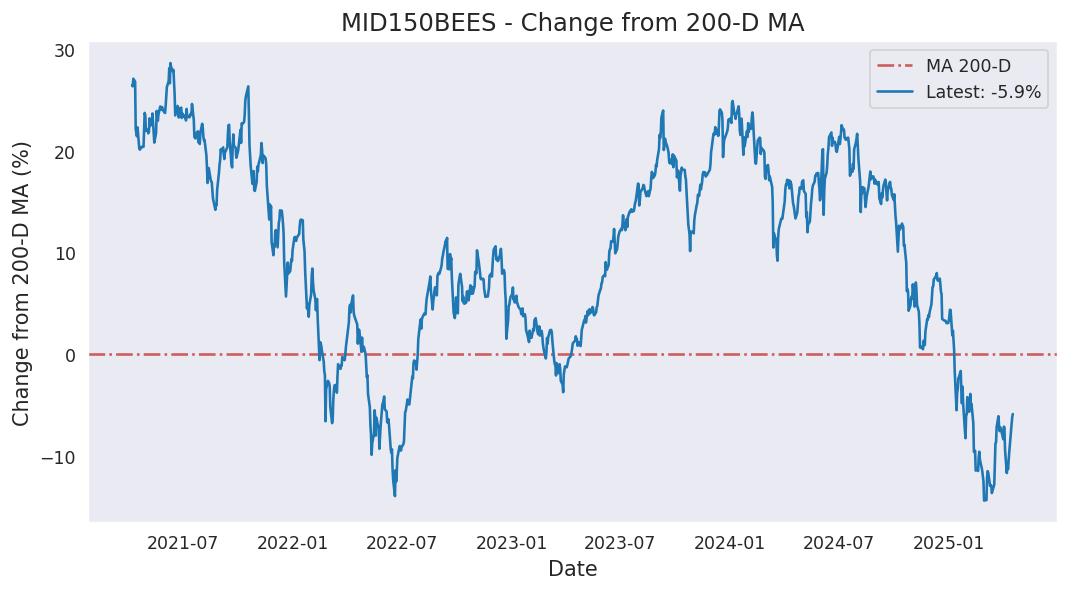 MID150BEES - Change from 200-D MA
Change from 200-D MA (%)
30
20
10
0
−10
MA 200-D
Latest: -5.9%
2021-07
2022-01
2022-07
2023-01
2023-07
2024-01
2024-07
2025-01
Date